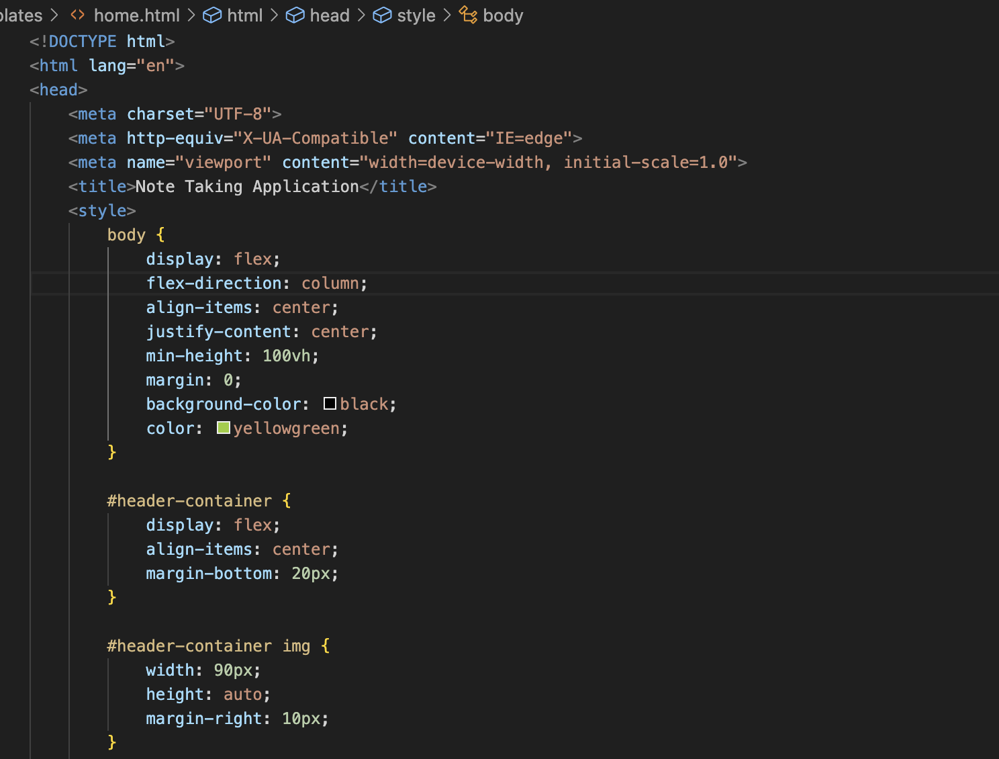 plates > <> home.html > html > head > style > body
<!DOCTYPE html>
<html lang="en">
<head>
    <meta charset="UTF-8">
    <meta http-equiv="X-UA-Compatible" content="IE=edge">
    <meta name="viewport" content="width=device-width, initial-scale=1.0">
    <title>Note Taking Application</title>
    <style>
        body {
            display: flex;
            flex-direction: column;
            align-items: center;
            justify-content: center;
            min-height: 100vh;
            margin: 0;
            background-color: black;
            color: yellowgreen;
        }

        #header-container {
            display: flex;
            align-items: center;
            margin-bottom: 20px;
        }

        #header-container img {
            width: 90px;
            height: auto;
            margin-right: 10px;
        }